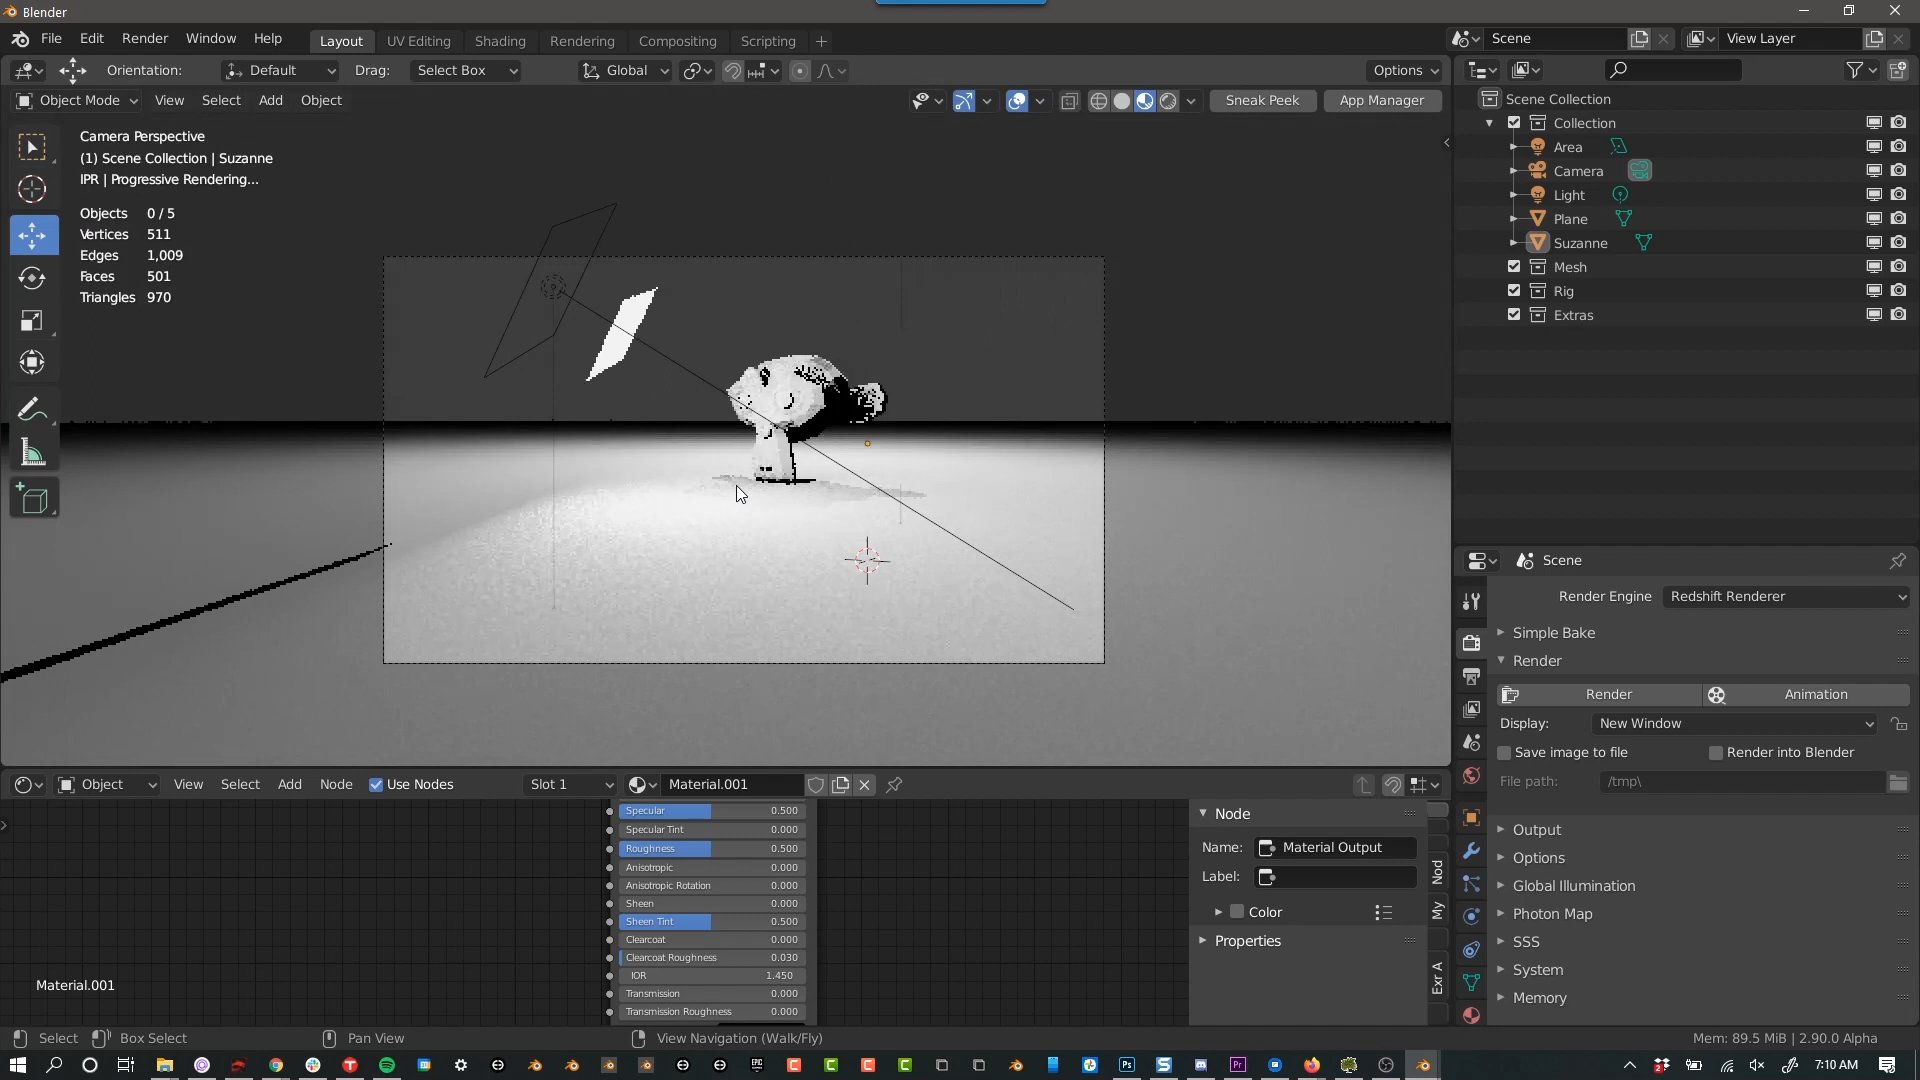 Blender
File Edit Render Window Help
Layout UV Editing Shading Rendering Compositing Scripting +
Scene
View Layer
Orientation: Default Drag: Select Box Global Options
Object Mode View Select Add Object Sneak Peek App Manager
Camera Perspective
(1) Scene Collection | Suzanne
IPR | Progressive Rendering...
Objects 0 / 5
Vertices 511
Edges 1,009
Faces 501
Triangles 970
Scene Collection
Collection
Area
Camera
Light
Plane
Suzanne
Mesh
Rig
Extras
Scene
Render Engine Redshift Renderer
Simple Bake
Render
Render Animation
Display: New Window
Save image to file Render into Blender
File path: /tmp\
Output
Options
Global Illumination
Photon Map
SSS
System
Memory
Object View Select Add Node Use Nodes Slot 1 Material.001
Specular 0.500
Specular Tint 0.000
Roughness 0.500
Anisotropic 0.000
Anisotropic Rotation 0.000
Sheen 0.000
Sheen Tint 0.500
Clearcoat 0.000
Clearcoat Roughness 0.030
IOR 1.450
Transmission 0.000
Transmission Roughness 0.000
Material.001
Node
Name: Material Output
Label:
Color
Properties
Nod
My
Exr A
Select Box Select Pan View View Navigation (Walk/Fly) Mem: 89.5 MiB | 2.90.0 Alpha
7:10 AM